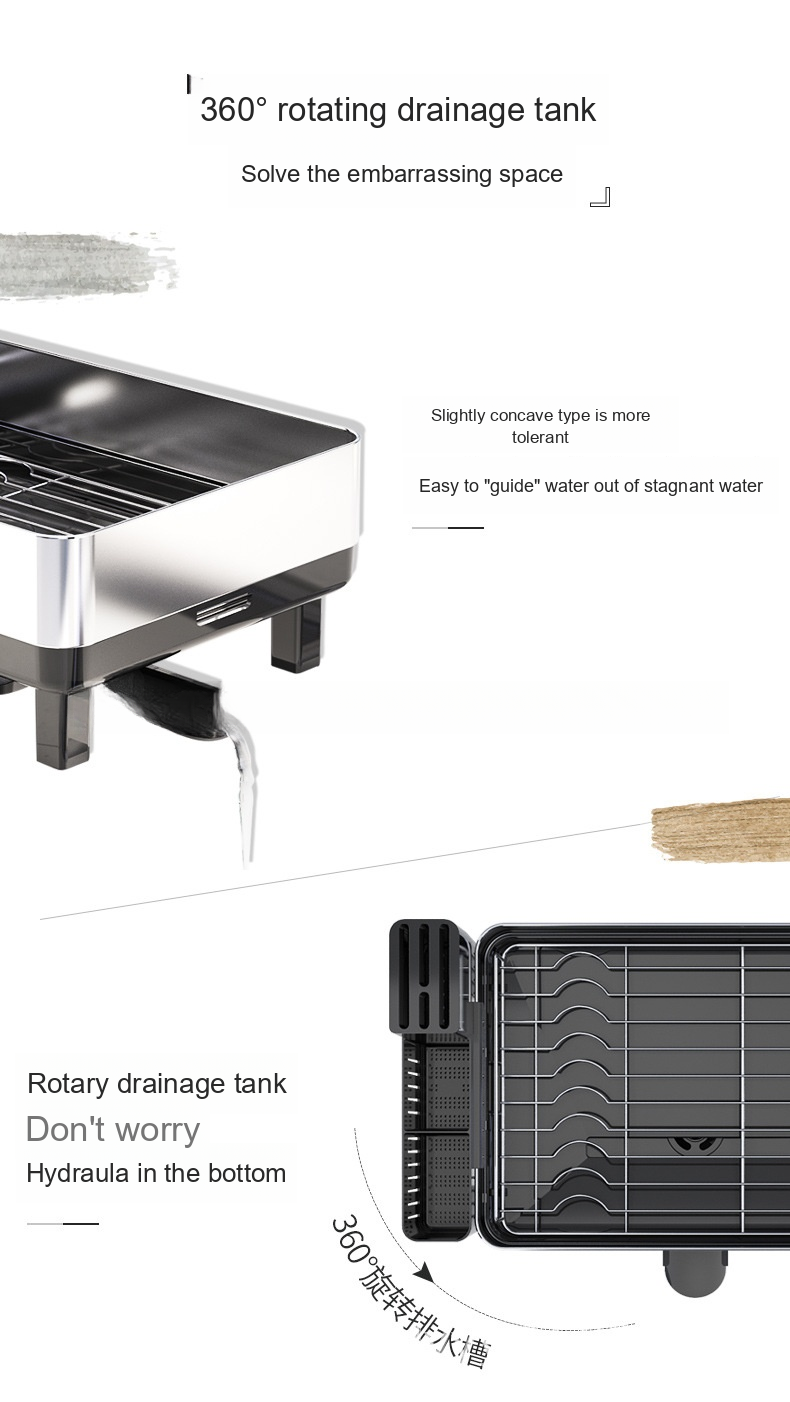 360° rotating drainage tank
Solve the embarrassing space
Slightly concave type is more
tolerant
Easy to "guide" water out of stagnant water
Rotary drainage tank
Don't worry
Hydraula in the bottom
360°旋转排水槽